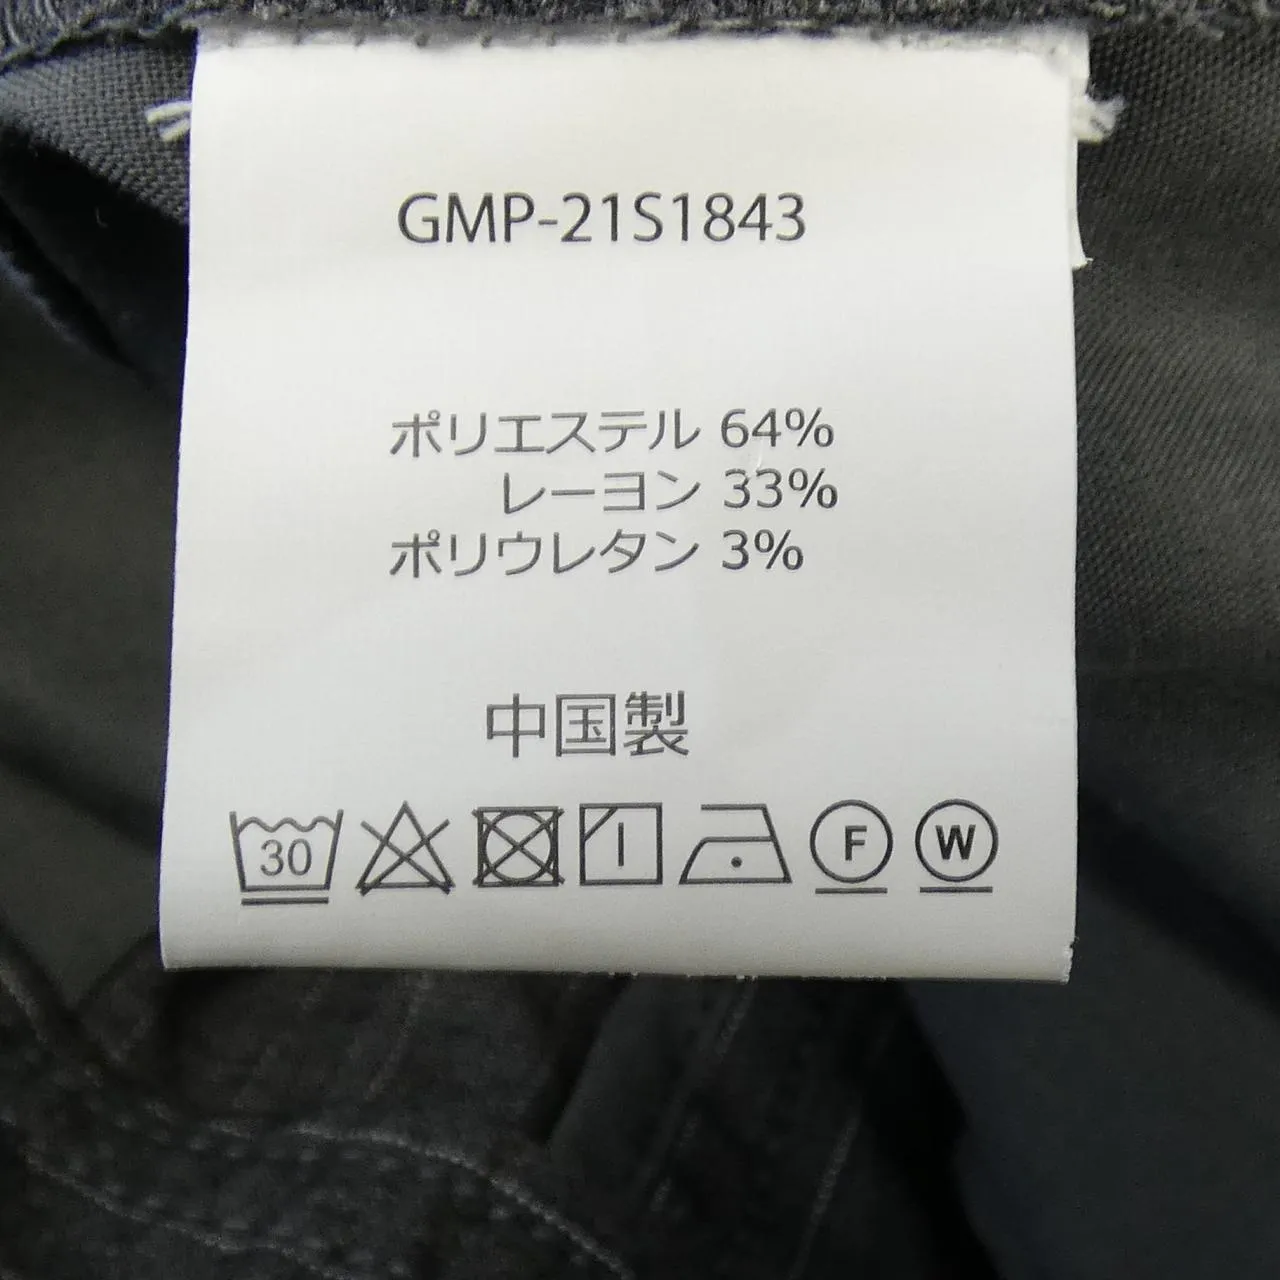 GMP-21S1843
ポリエステル 64%
レーヨン 33%
ポリウレタン 3%
中国製
30 F W